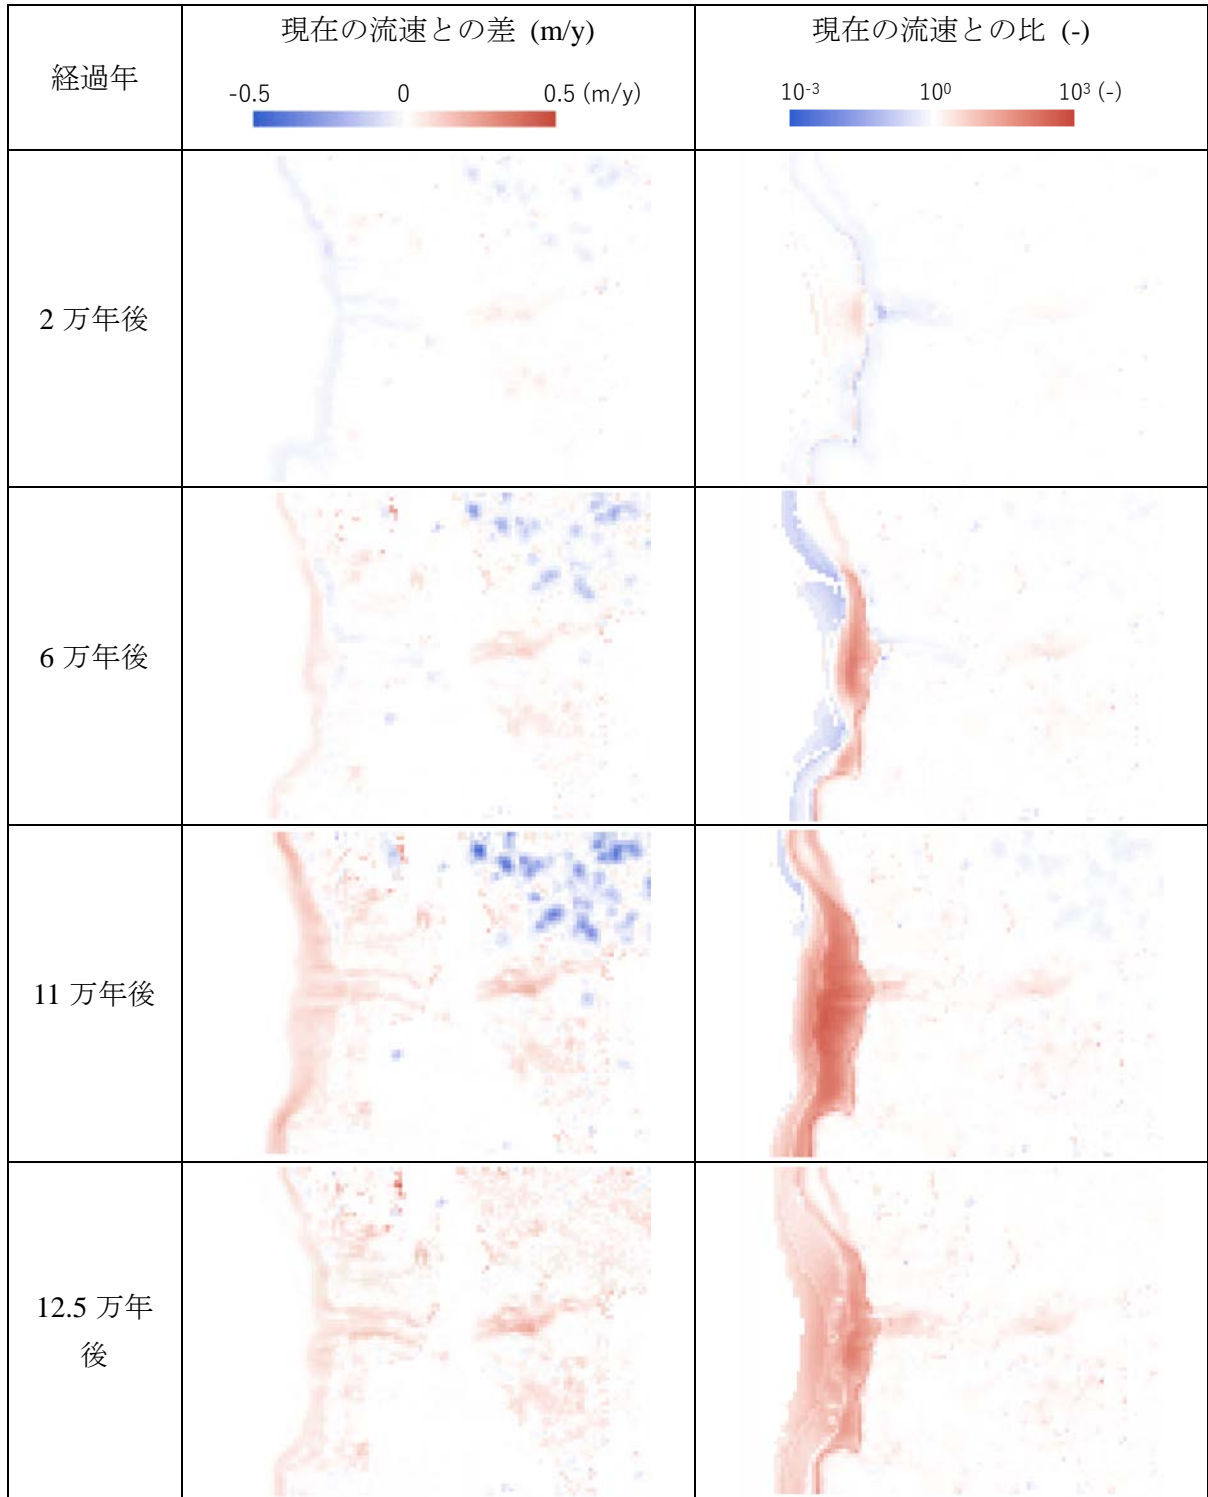 経過年
現在の流速との差 (m/y)
-0.5 0 0.5 (m/y)
現在の流速との比 (-)
10⁻³ 10⁰ 10³ (-)
2 万年後
6 万年後
11 万年後
12.5 万年
後